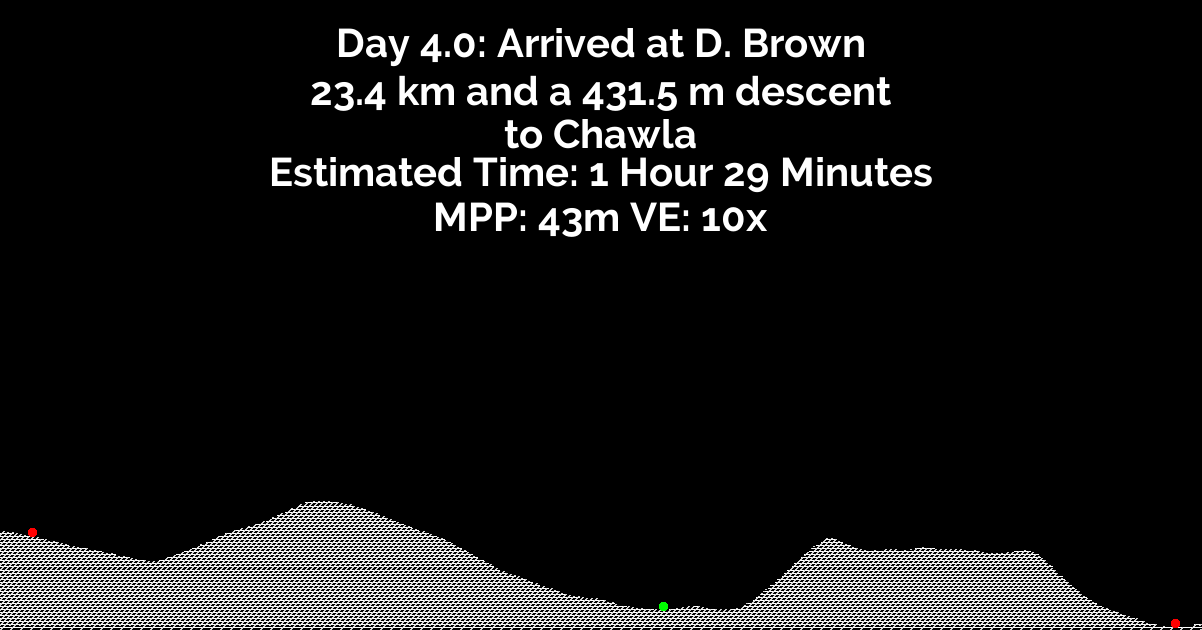 Day 4.0: Arrived at D. Brown
23.4 km and a 431.5 m descent
to Chawla
Estimated Time: 1 Hour 29 Minutes
MPP: 43m VE: 10x